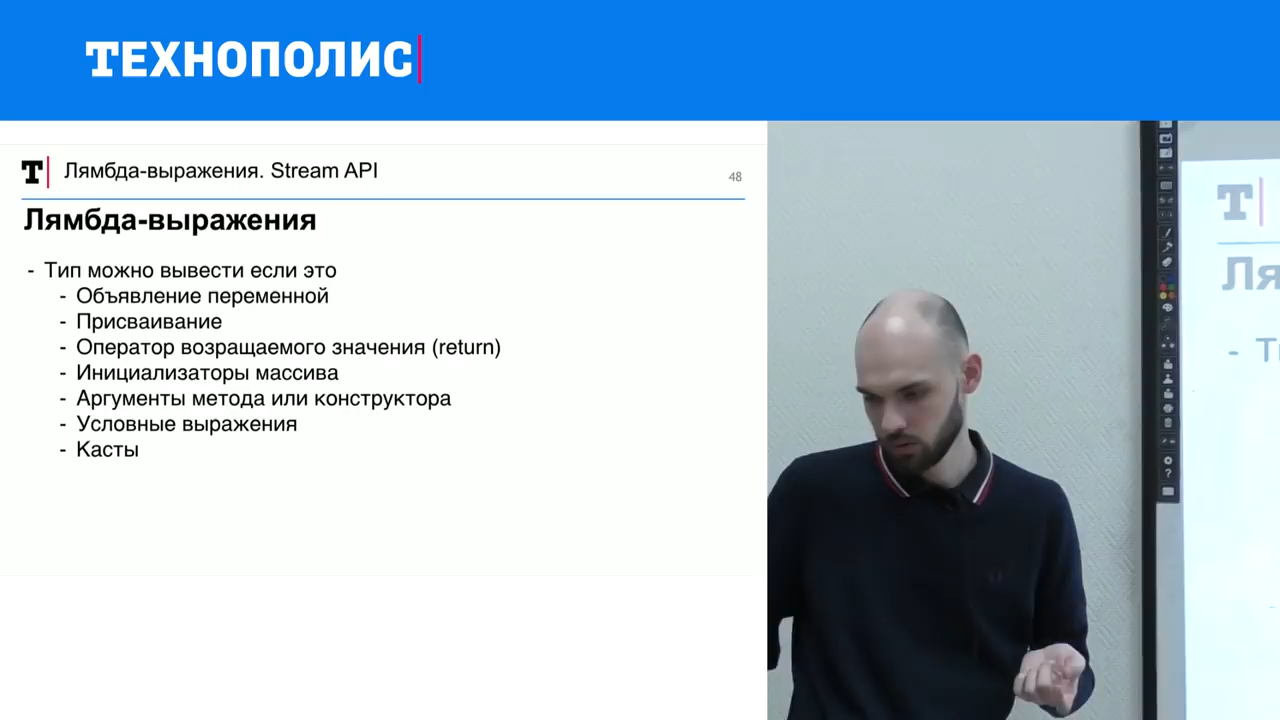 ТЕХНОПОЛИС
Т Лямбда-выражения. Stream API
48
Лямбда-выражения
- Тип можно вывести если это
- Объявление переменной
- Присваивание
- Оператор возращаемого значения (return)
- Инициализаторы массива
- Аргументы метода или конструктора
- Условные выражения
- Касты
Т
Ля
- Т